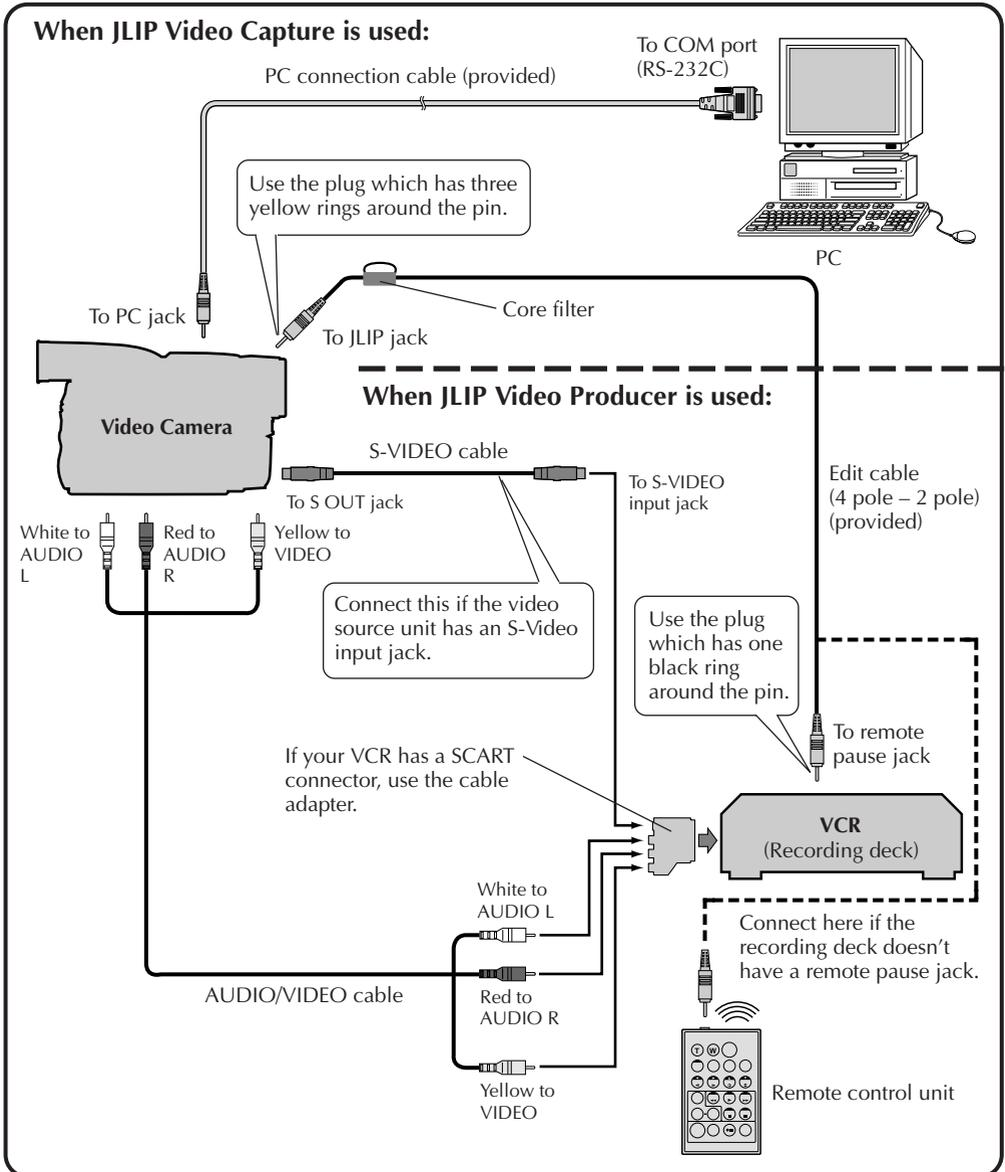 When JLIP Video Capture is used:
To COM port
(RS-232C)
PC connection cable (provided)
Use the plug which has three
yellow rings around the pin.
PC
Core filter
To PC jack
To JLIP jack
When JLIP Video Producer is used:
Video Camera
S-VIDEO cable
To S OUT jack
To S-VIDEO
input jack
Edit cable
(4 pole – 2 pole)
(provided)
White to
AUDIO
L
Red to
AUDIO
R
Yellow to
VIDEO
Connect this if the video
source unit has an S-Video
input jack.
Use the plug
which has one
black ring
around the pin.
To remote
pause jack
If your VCR has a SCART
connector, use the cable
adapter.
VCR
(Recording deck)
White to
AUDIO L
Connect here if the
recording deck doesn't
have a remote pause jack.
AUDIO/VIDEO cable
Red to
AUDIO R
T W
Yellow to
VIDEO
Remote control unit